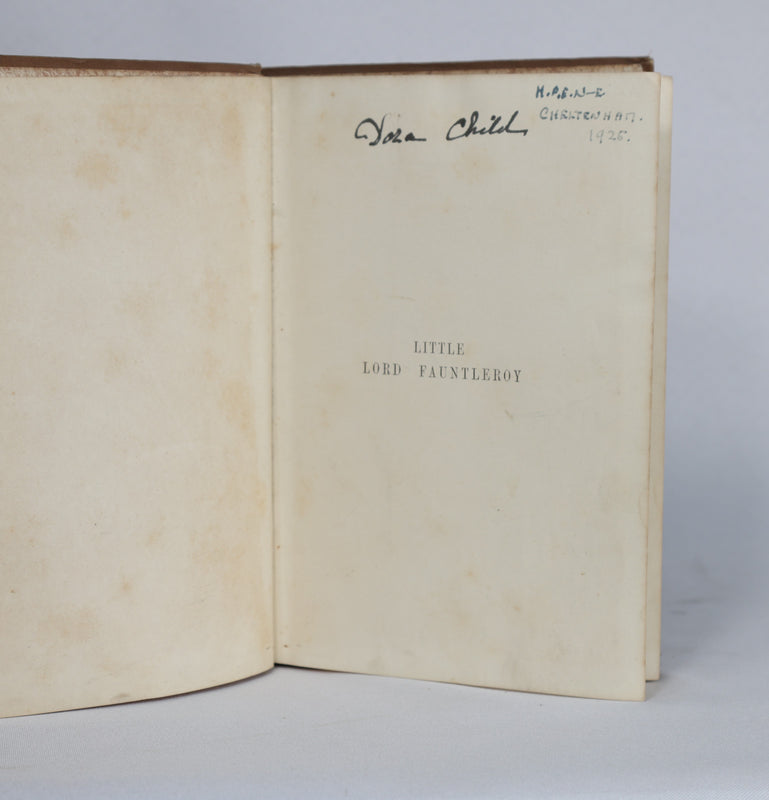 H.P.E.N-E
CHELTENHAM.
1925.
Dora Child
LITTLE
LORD FAUNTLEROY